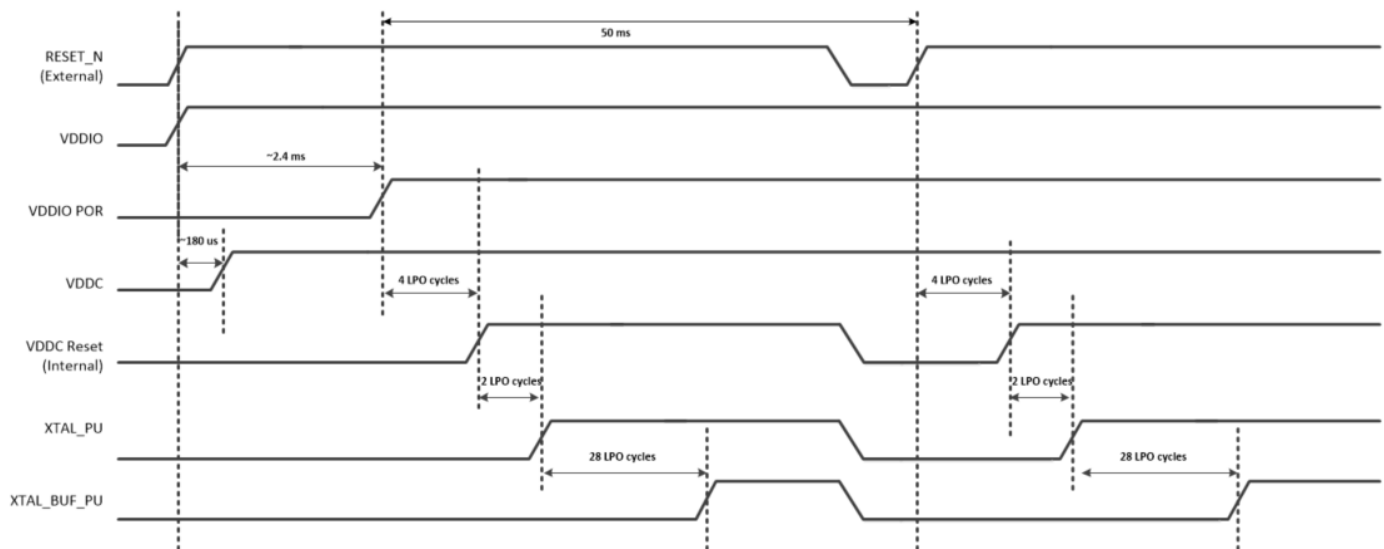 50 ms
RESET_N
(External)
VDDIO
~2.4 ms
VDDIO POR
~180 us
VDDC
4 LPO cycles
4 LPO cycles
VDDC Reset
(Internal)
2 LPO cycles
2 LPO cycles
XTAL_PU
28 LPO cycles
28 LPO cycles
XTAL_BUF_PU